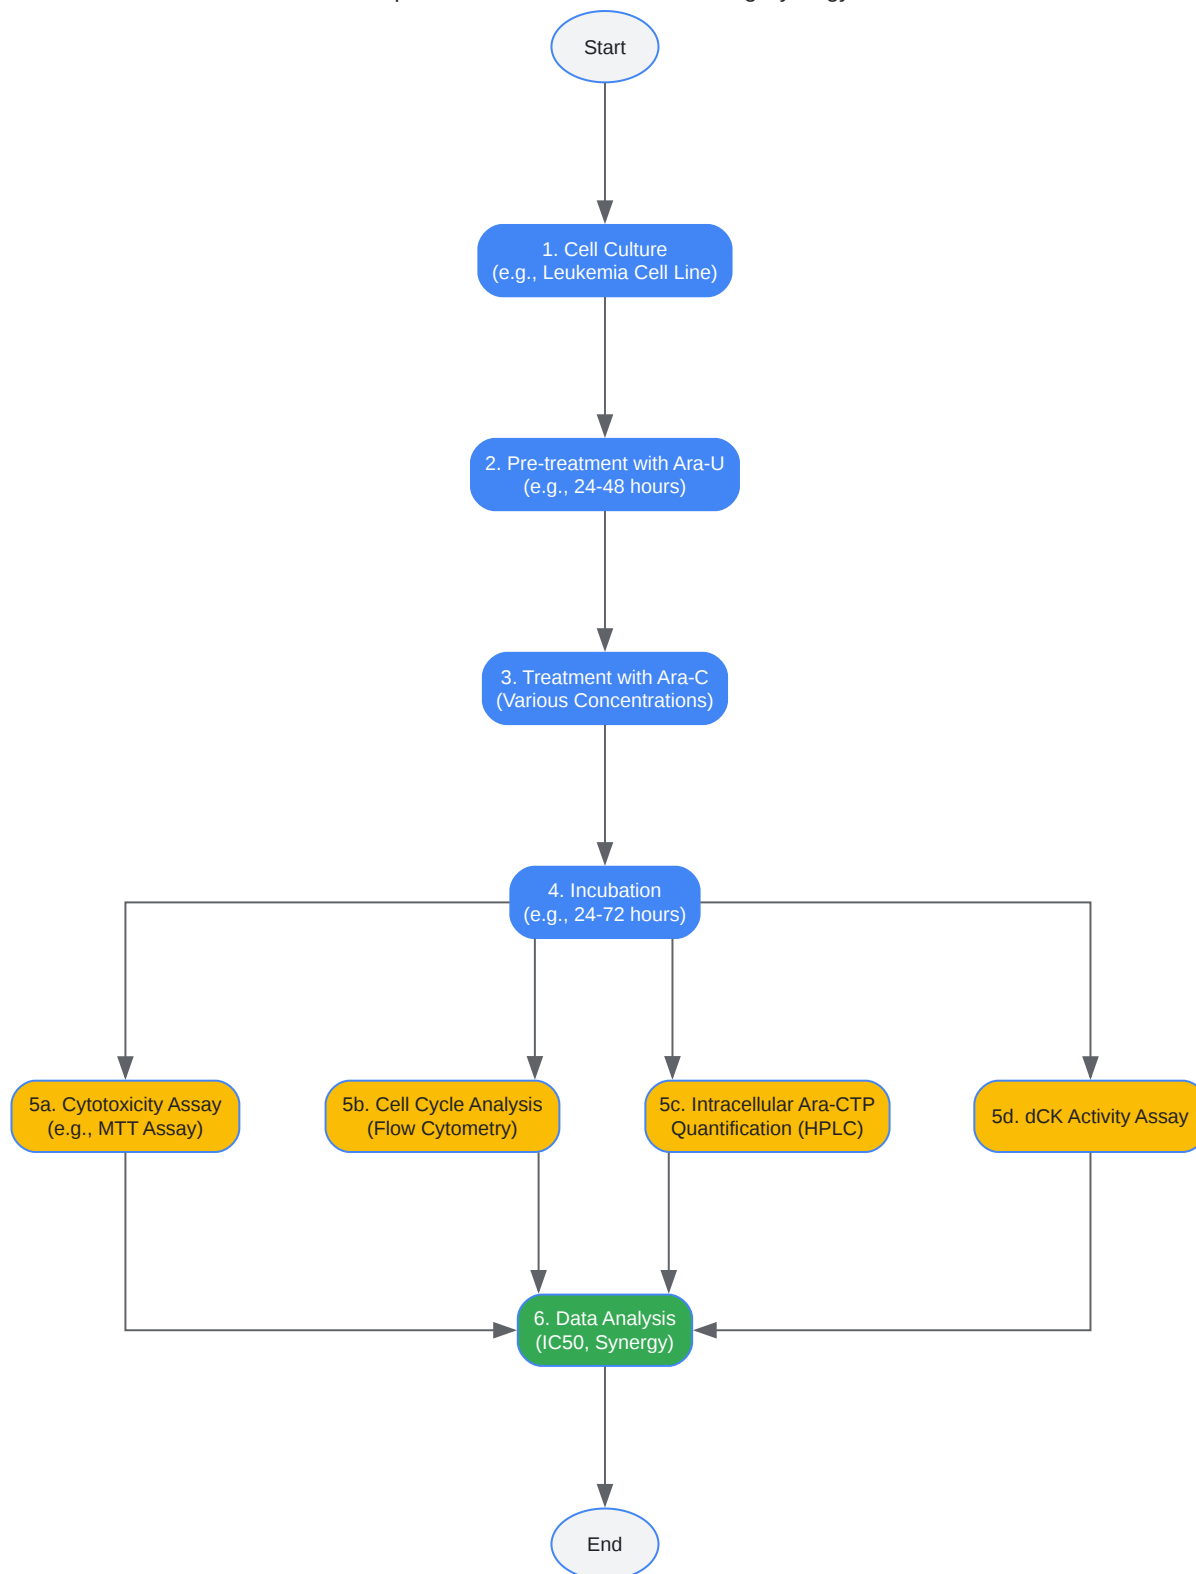 Start
1. Cell Culture
(e.g., Leukemia Cell Line)
2. Pre-treatment with Ara-U
(e.g., 24-48 hours)
3. Treatment with Ara-C
(Various Concentrations)
4. Incubation
(e.g., 24-72 hours)
5a. Cytotoxicity Assay
(e.g., MTT Assay)
5b. Cell Cycle Analysis
(Flow Cytometry)
5c. Intracellular Ara-CTP
Quantification (HPLC)
5d. dCK Activity Assay
6. Data Analysis
(IC50, Synergy)
End